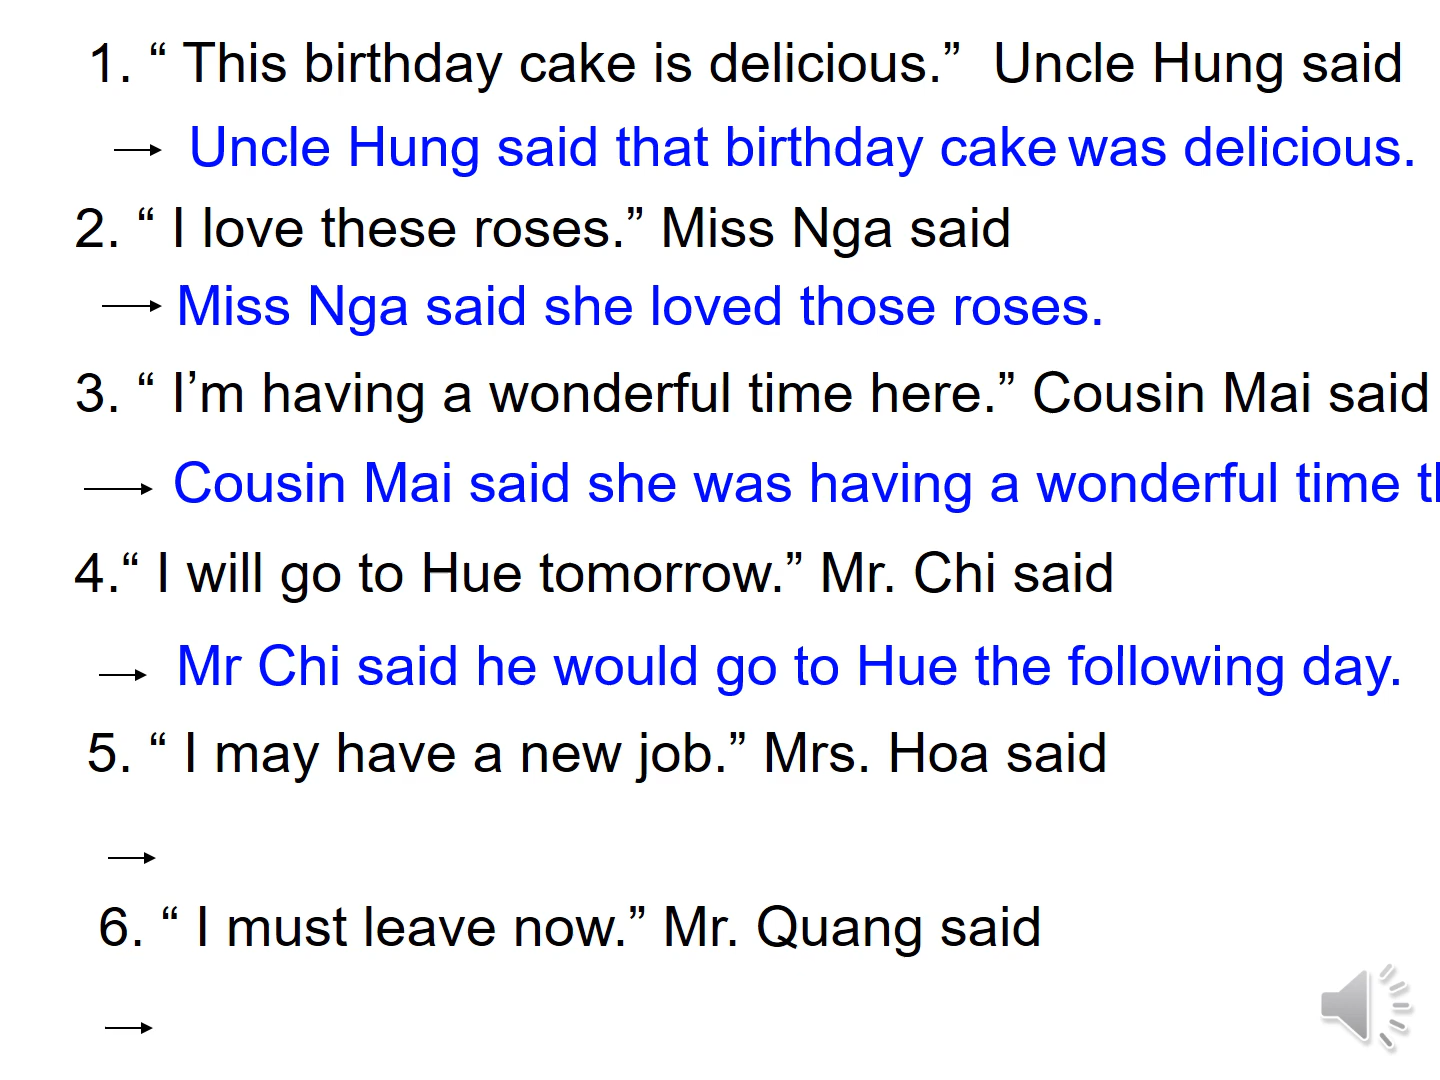 1. “ This birthday cake is delicious.” Uncle Hung said
Uncle Hung said that birthday cake was delicious.
2. “ I love these roses.” Miss Nga said
Miss Nga said she loved those roses.
3. “ I’m having a wonderful time here.” Cousin Mai said
Cousin Mai said she was having a wonderful time
4.“ I will go to Hue tomorrow.” Mr. Chi said
Mr Chi said he would go to Hue the following day.
5. “ I may have a new job.” Mrs. Hoa said
6. “ I must leave now.” Mr. Quang said